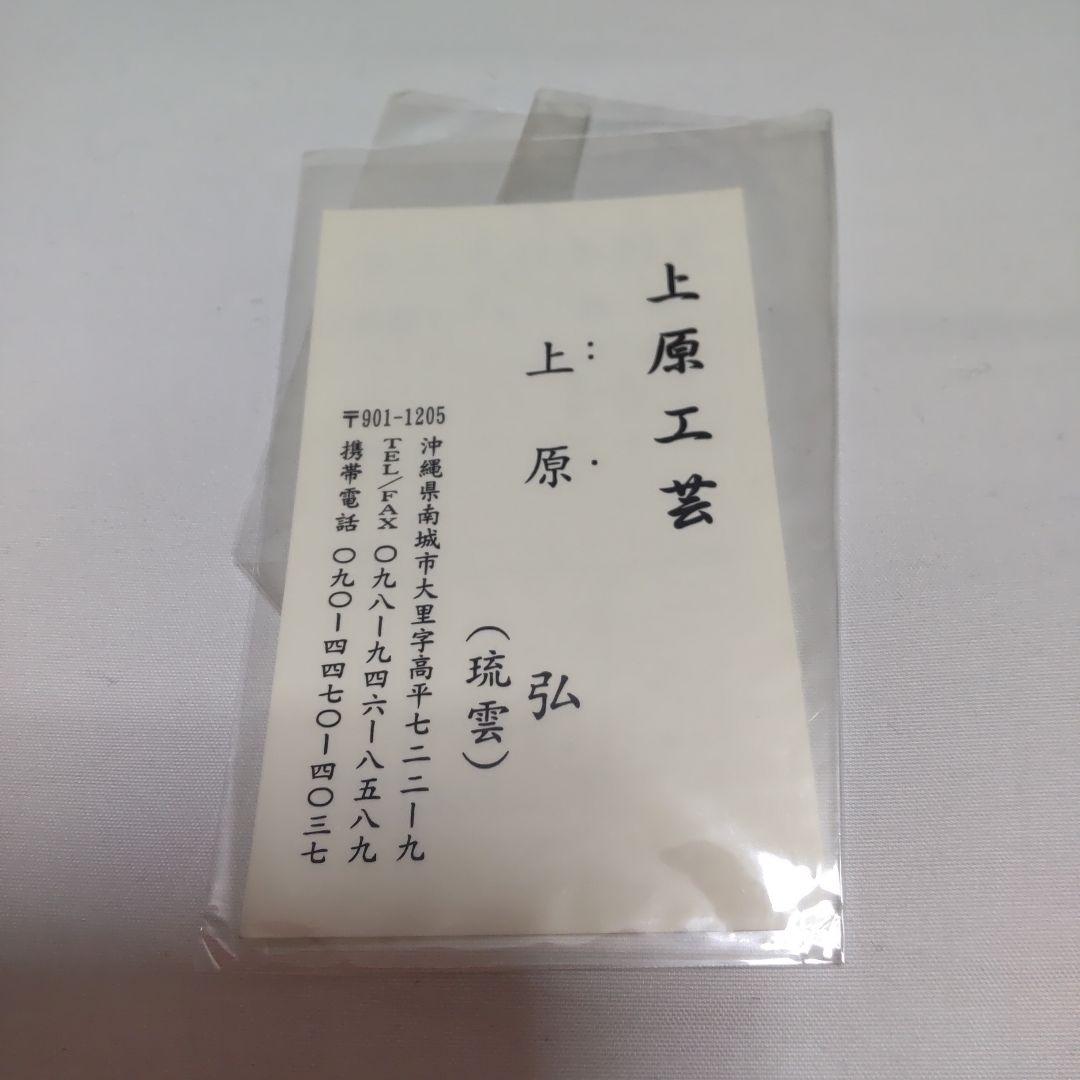 上原工芸
上原弘
（琉雲）
〒901-1205
沖縄県南城市大里字高平七二二ー九
TEL/FAX 〇九八ー九四六ー八五八九
携帯電話 〇九〇ー四四七〇ー四〇三七